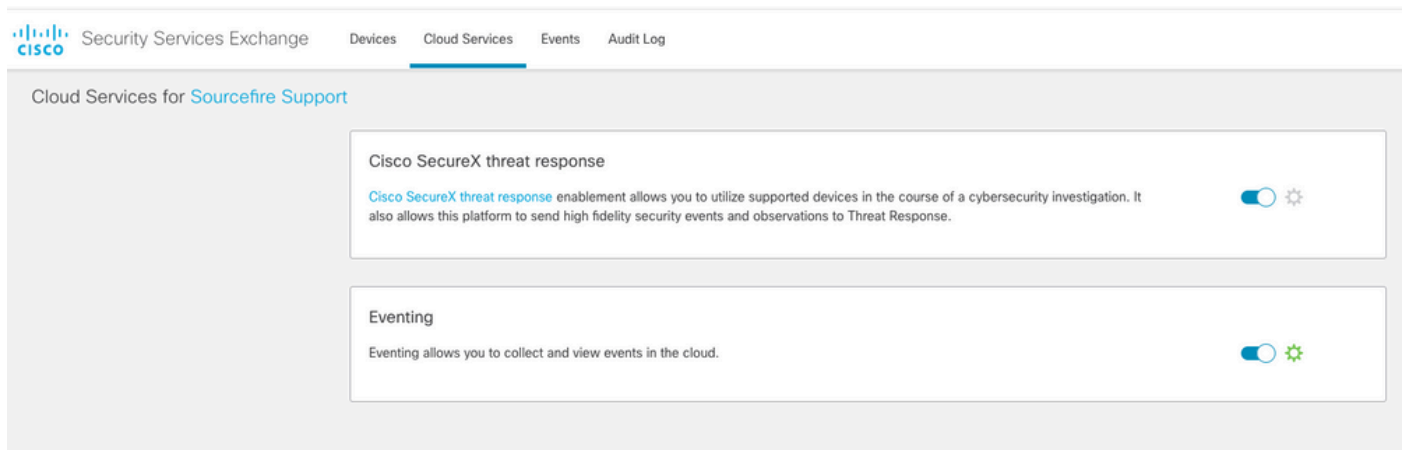 CISCO
Security Services Exchange
Devices
Cloud Services
Events
Audit Log
Cloud Services for Sourcefire Support
Cisco SecureX threat response
Cisco SecureX threat response enablement allows you to utilize supported devices in the course of a cybersecurity investigation. It
also allows this platform to send high fidelity security events and observations to Threat Response.
Eventing
Eventing allows you to collect and view events in the cloud.